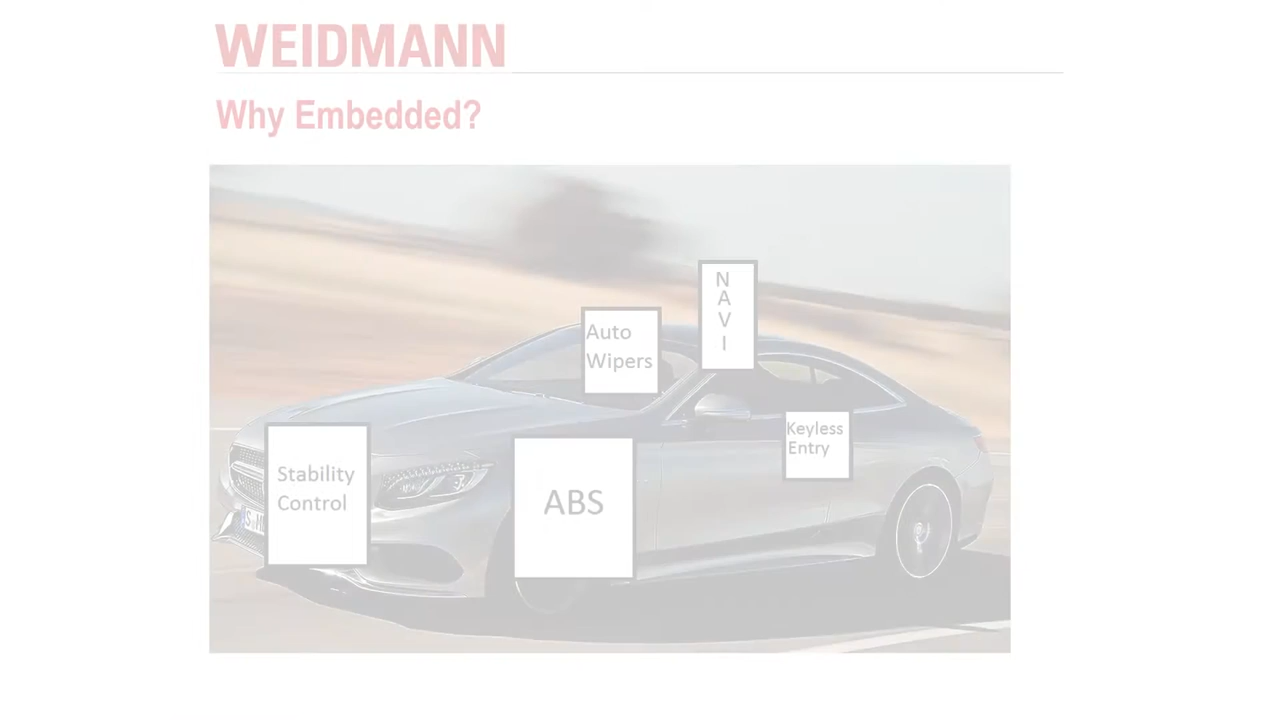 WEIDMANN
Why Embedded?
N
A
V
I
Auto
Wipers
Keyless
Entry
Stability
Control
ABS